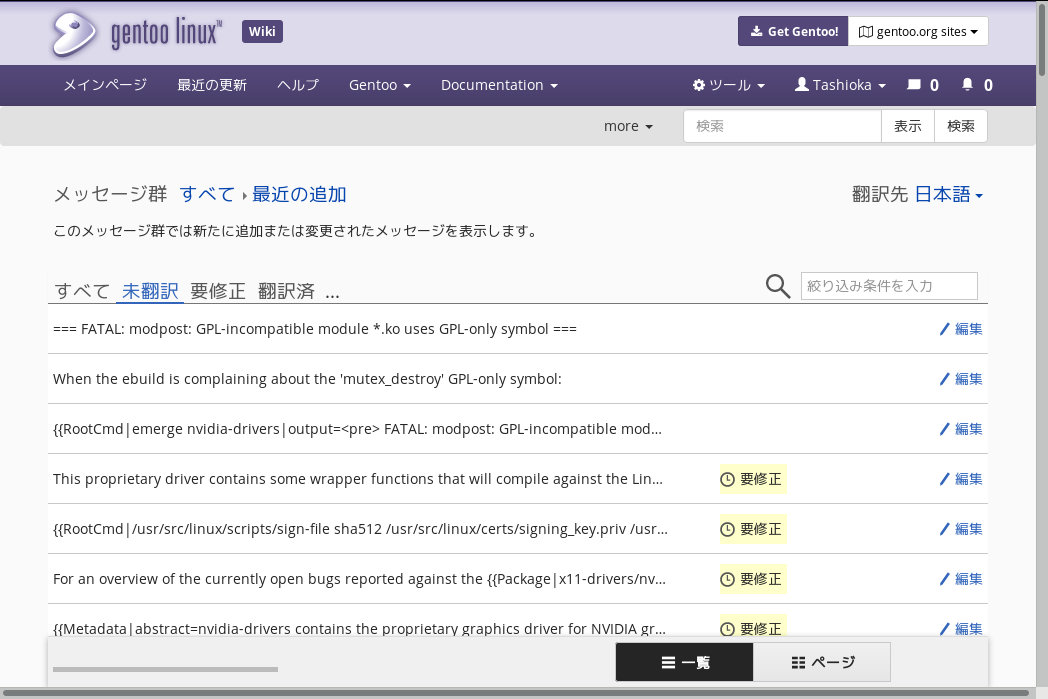 gentoo linux™ Wiki Get Gentoo! gentoo.org sites
メインページ 最近の更新 ヘルプ Gentoo Documentation ツール Tashioka 0 0
more 検索 表示 検索
メッセージ群 すべて 最近の追加 翻訳先 日本語
このメッセージ群では新たに追加または変更されたメッセージを表示します。
すべて 未翻訳 要修正 翻訳済 ... 絞り込み条件を入力
=== FATAL: modpost: GPL-incompatible module *.ko uses GPL-only symbol === 編集
When the ebuild is complaining about the 'mutex_destroy' GPL-only symbol: 編集
{{RootCmd|emerge nvidia-drivers|output=<pre> FATAL: modpost: GPL-incompatible mod... 編集
This proprietary driver contains some wrapper functions that will compile against the Lin... 要修正 編集
{{RootCmd|/usr/src/linux/scripts/sign-file sha512 /usr/src/linux/certs/signing_key.priv /usr... 要修正 編集
For an overview of the currently open bugs reported against the {{Package|x11-drivers/nv... 要修正 編集
{{Metadata|abstract=nvidia-drivers contains the proprietary graphics driver for NVIDIA gr... 要修正 編集
一覧 ページ